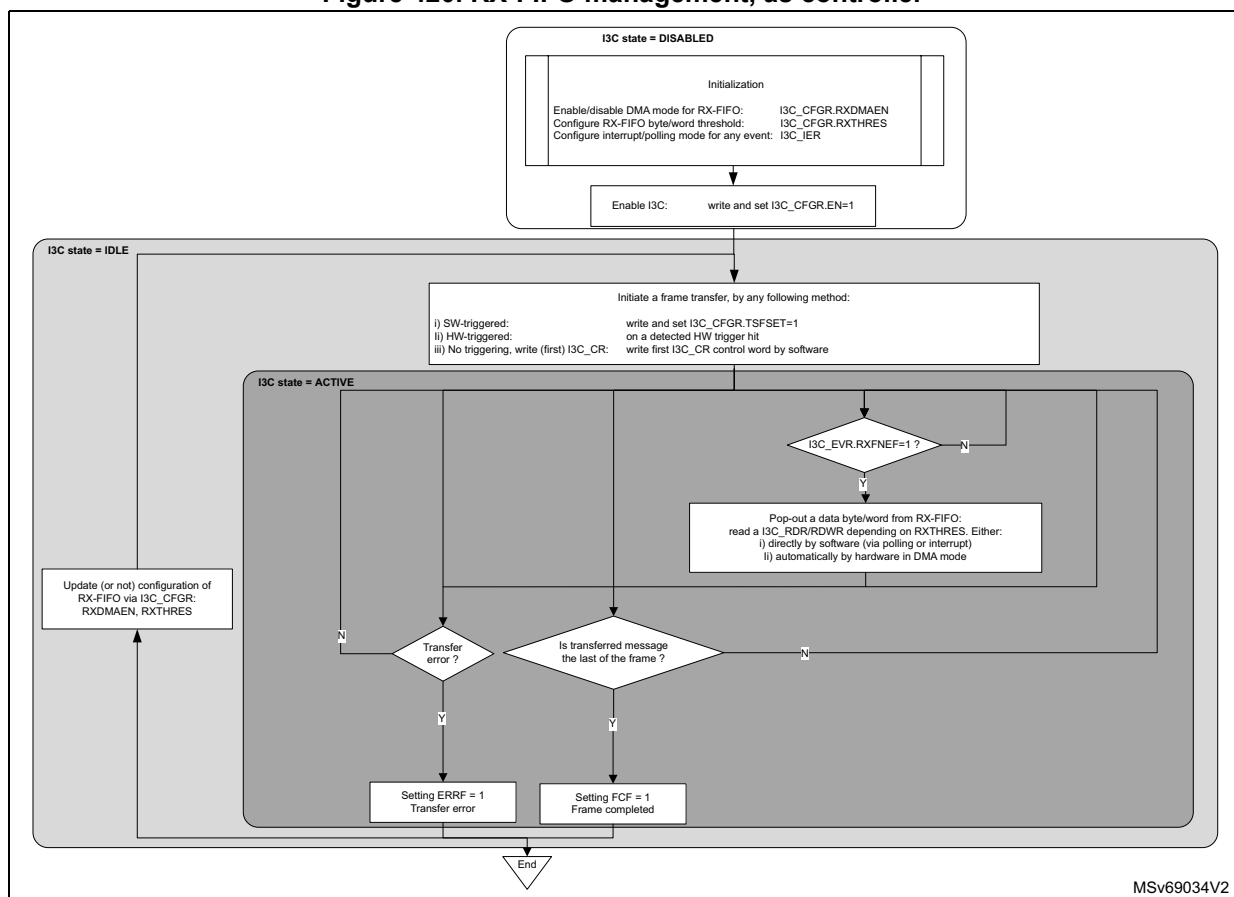 I3C state = DISABLED
Initialization
Enable/disable DMA mode for RX-FIFO: I3C_CFGR.RXDMAEN
Configure RX-FIFO byte/word threshold: I3C_CFGR.RXTHRES
Configure interrupt/polling mode for any event: I3C_IER
Enable I3C: write and set I3C_CFGR.EN=1
I3C state = IDLE
Initiate a frame transfer, by any following method:
i) SW-triggered: write and set I3C_CFGR.TSFSET=1
Ii) HW-triggered: on a detected HW trigger hit
iii) No triggering, write (first) I3C_CR: write first I3C_CR control word by software
I3C state = ACTIVE
I3C_EVR.RXFNEF=1 ?
N
Y
Pop-out a data byte/word from RX-FIFO:
read a I3C_RDR/RDWR depending on RXTHRES. Either:
i) directly by software (via polling or interrupt)
Ii) automatically by hardware in DMA mode
Update (or not) configuration of
RX-FIFO via I3C_CFGR:
RXDMAEN, RXTHRES
N
Transfer
error ?
Is transferred message
the last of the frame ?
N
Y
Y
Setting ERRF = 1
Transfer error
Setting FCF = 1
Frame completed
End
MSv69034V2